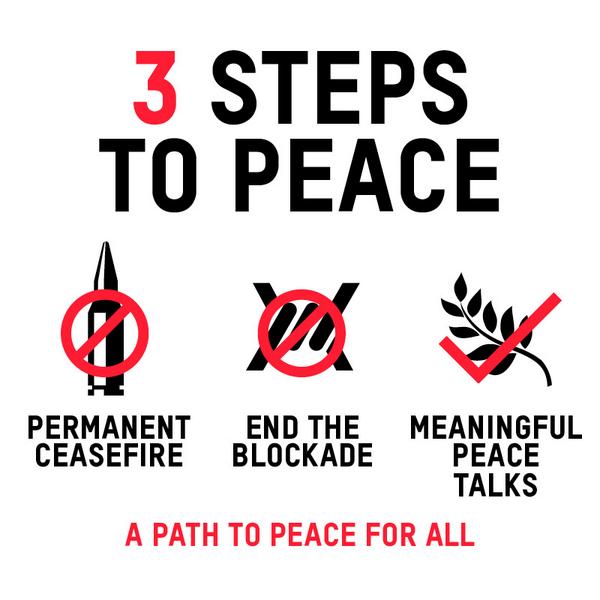 3 STEPS
TO PEACE
PERMANENT
CEASEFIRE
END THE
BLOCKADE
MEANINGFUL
PEACE
TALKS
A PATH TO PEACE FOR ALL